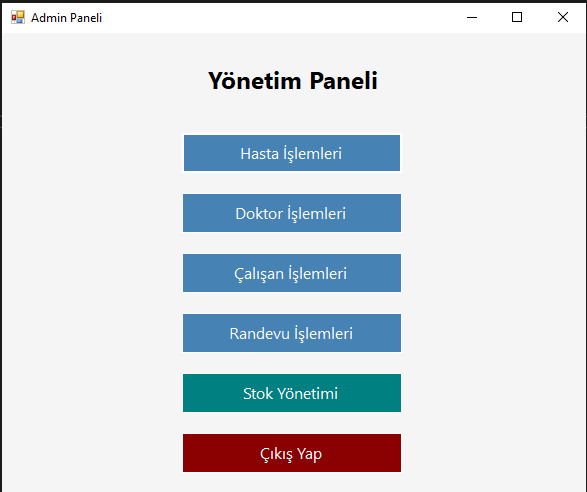 Admin Paneli
Yönetim Paneli
Hasta İşlemleri
Doktor İşlemleri
Çalışan İşlemleri
Randevu İşlemleri
Stok Yönetimi
Çıkış Yap